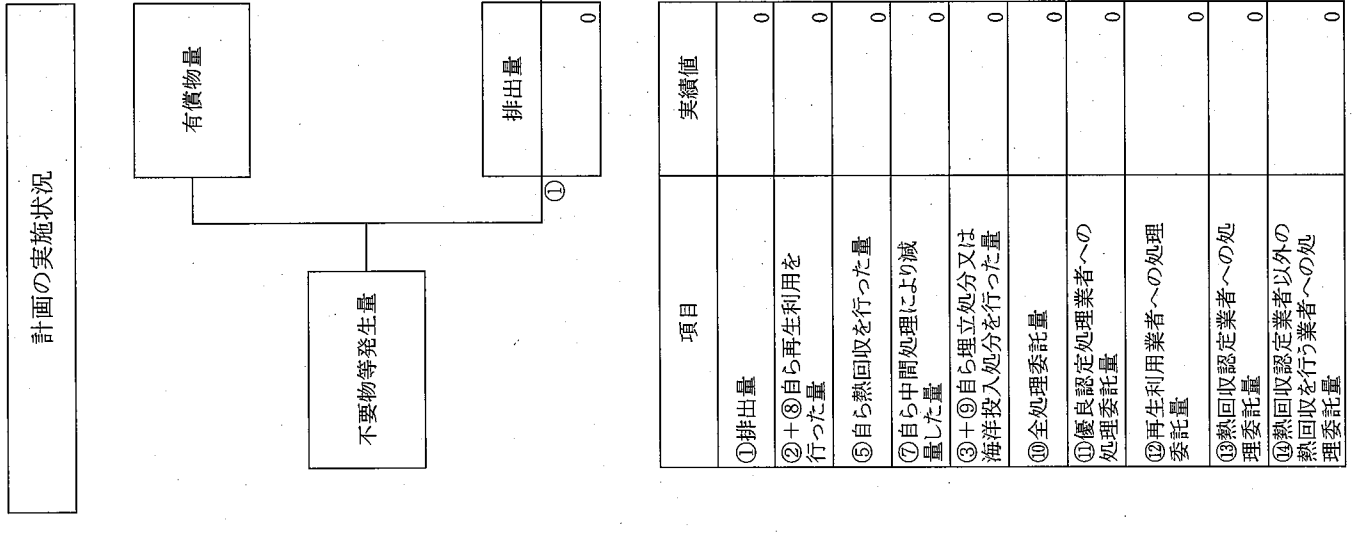 計画の実施状況
有償物量
不要物等発生量
①
排出量
0
項目
実績値
①排出量
0
②+⑧自ら再生利用を
行った量
0
⑤自ら熱回収を行った量
0
⑦自ら中間処理により減
量した量
0
③+⑨自ら埋立処分又は
海洋投入処分を行った量
0
⑩全処理委託量
0
⑪優良認定処理業者への
処理委託量
0
⑫再生利用業者への処理
委託量
0
⑬熱回収認定業者への処
理委託量
0
⑭熱回収認定業者以外の
熱回収を行う業者への処
理委託量
0